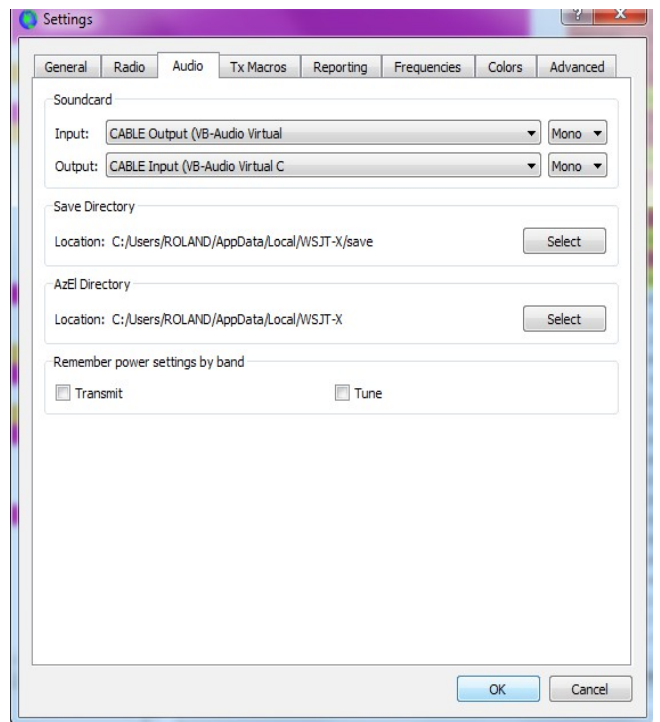 Settings
General Radio Audio Tx Macros Reporting Frequencies Colors Advanced
Soundcard
Input: CABLE Output (VB-Audio Virtual Mono
Output: CABLE Input (VB-Audio Virtual C Mono
Save Directory
Location: C:/Users/ROLAND/AppData/Local/WSJT-X/save Select
AzEl Directory
Location: C:/Users/ROLAND/AppData/Local/WSJT-X Select
Remember power settings by band
Transmit Tune
OK Cancel